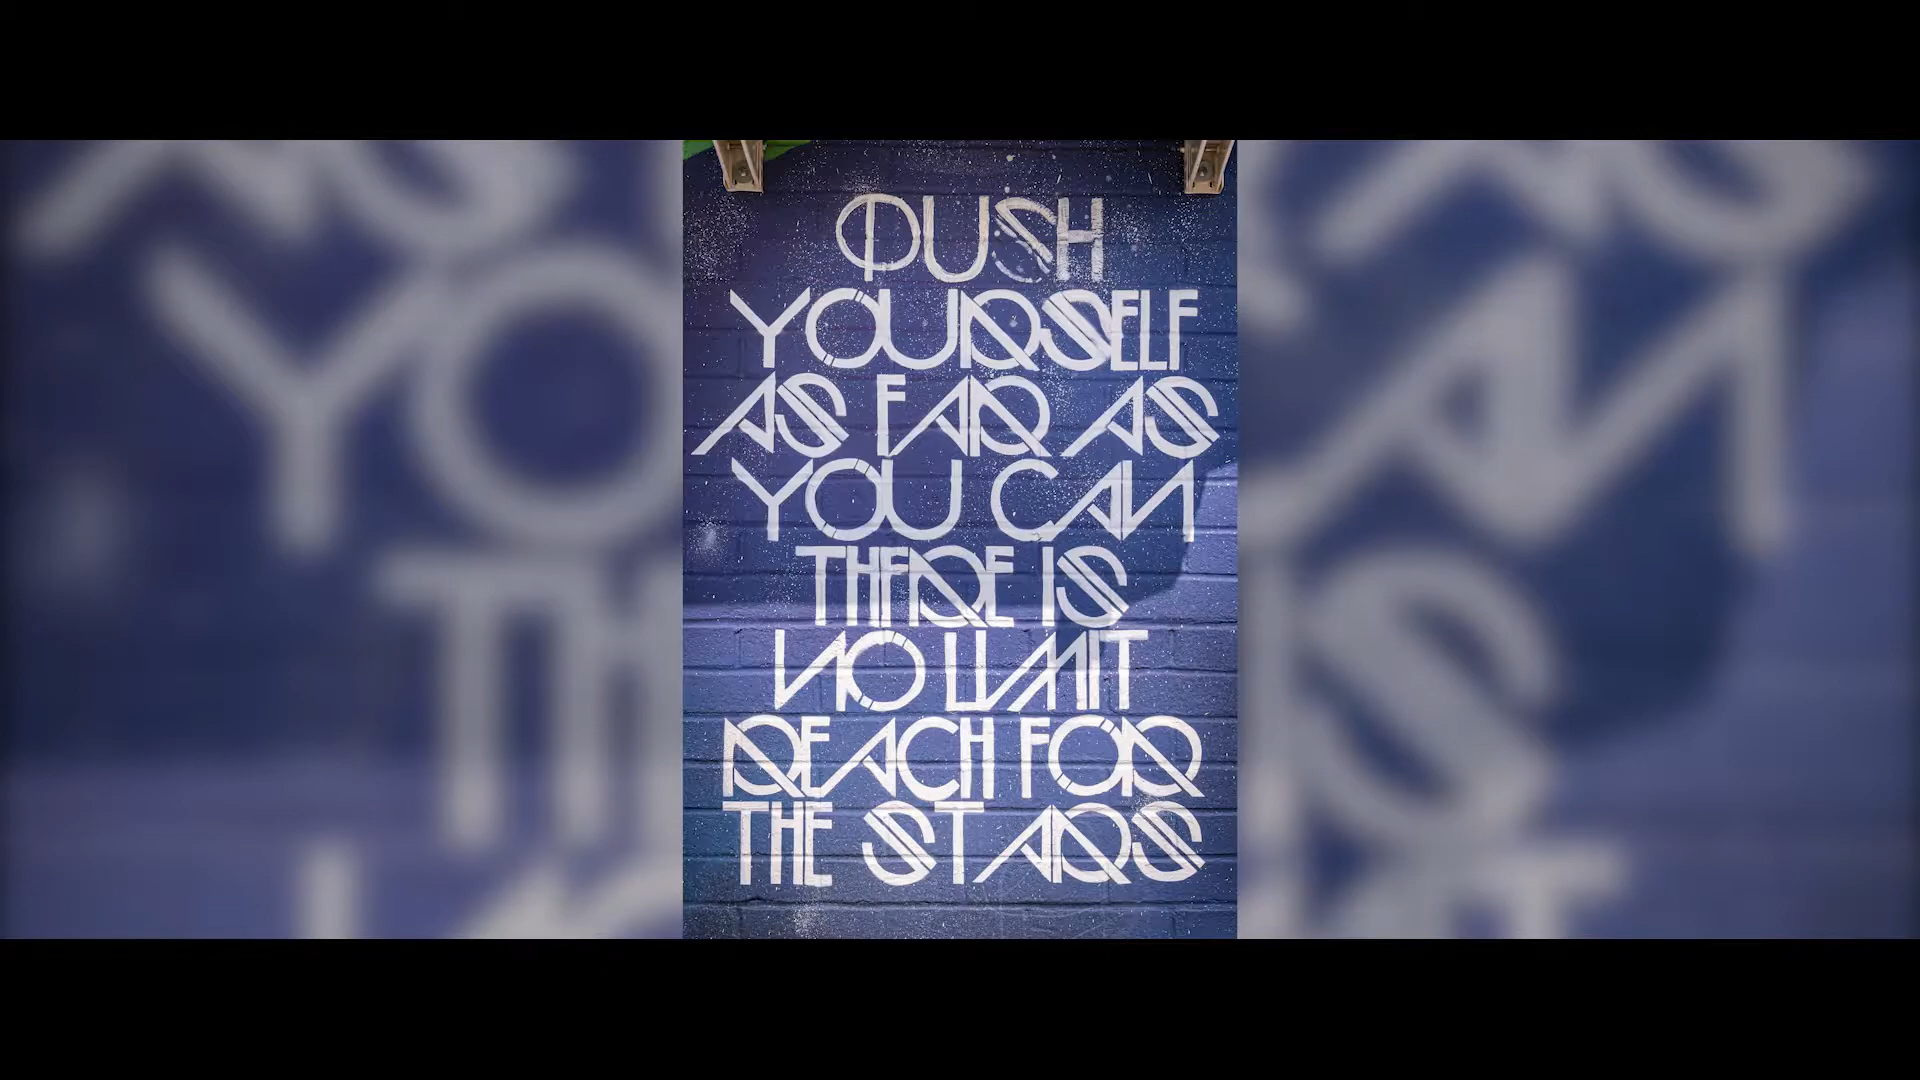 PUSH
YOURSELF
AS FAR AS
YOU CAN
THERE IS
NO LIMIT
REACH FOR
THE STARS